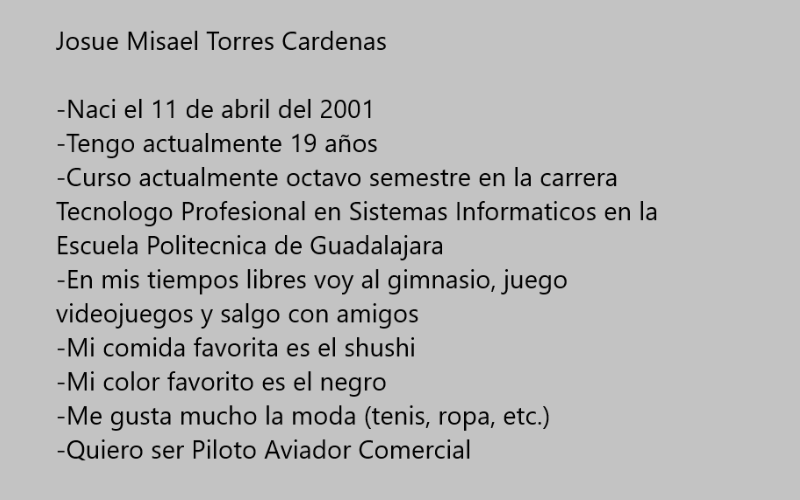 Josue Misael Torres Cardenas
-Naci el 11 de abril del 2001
-Tengo actualmente 19 años
-Curso actualmente octavo semestre en la carrera
Tecnologo Profesional en Sistemas Informaticos en la
Escuela Politecnica de Guadalajara
-En mis tiempos libres voy al gimnasio, juego
videojuegos y salgo con amigos
-Mi comida favorita es el shushi
-Mi color favorito es el negro
-Me gusta mucho la moda (tenis, ropa, etc.)
-Quiero ser Piloto Aviador Comercial